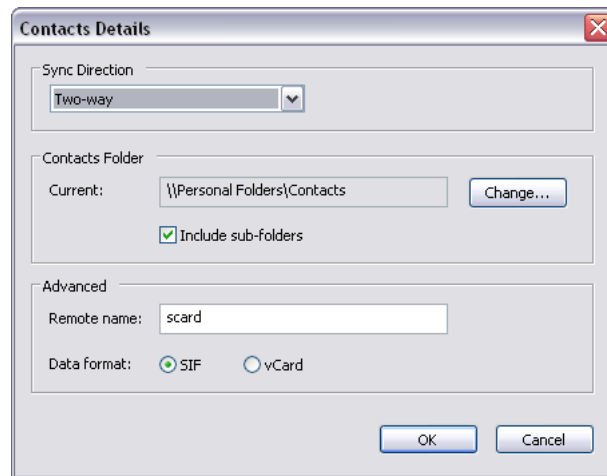 Contacts Details
Sync Direction
Two-way
Contacts Folder
Current: \\Personal Folders\Contacts Change...
Include sub-folders
Advanced
Remote name: scard
Data format: SIF vCard
OK Cancel